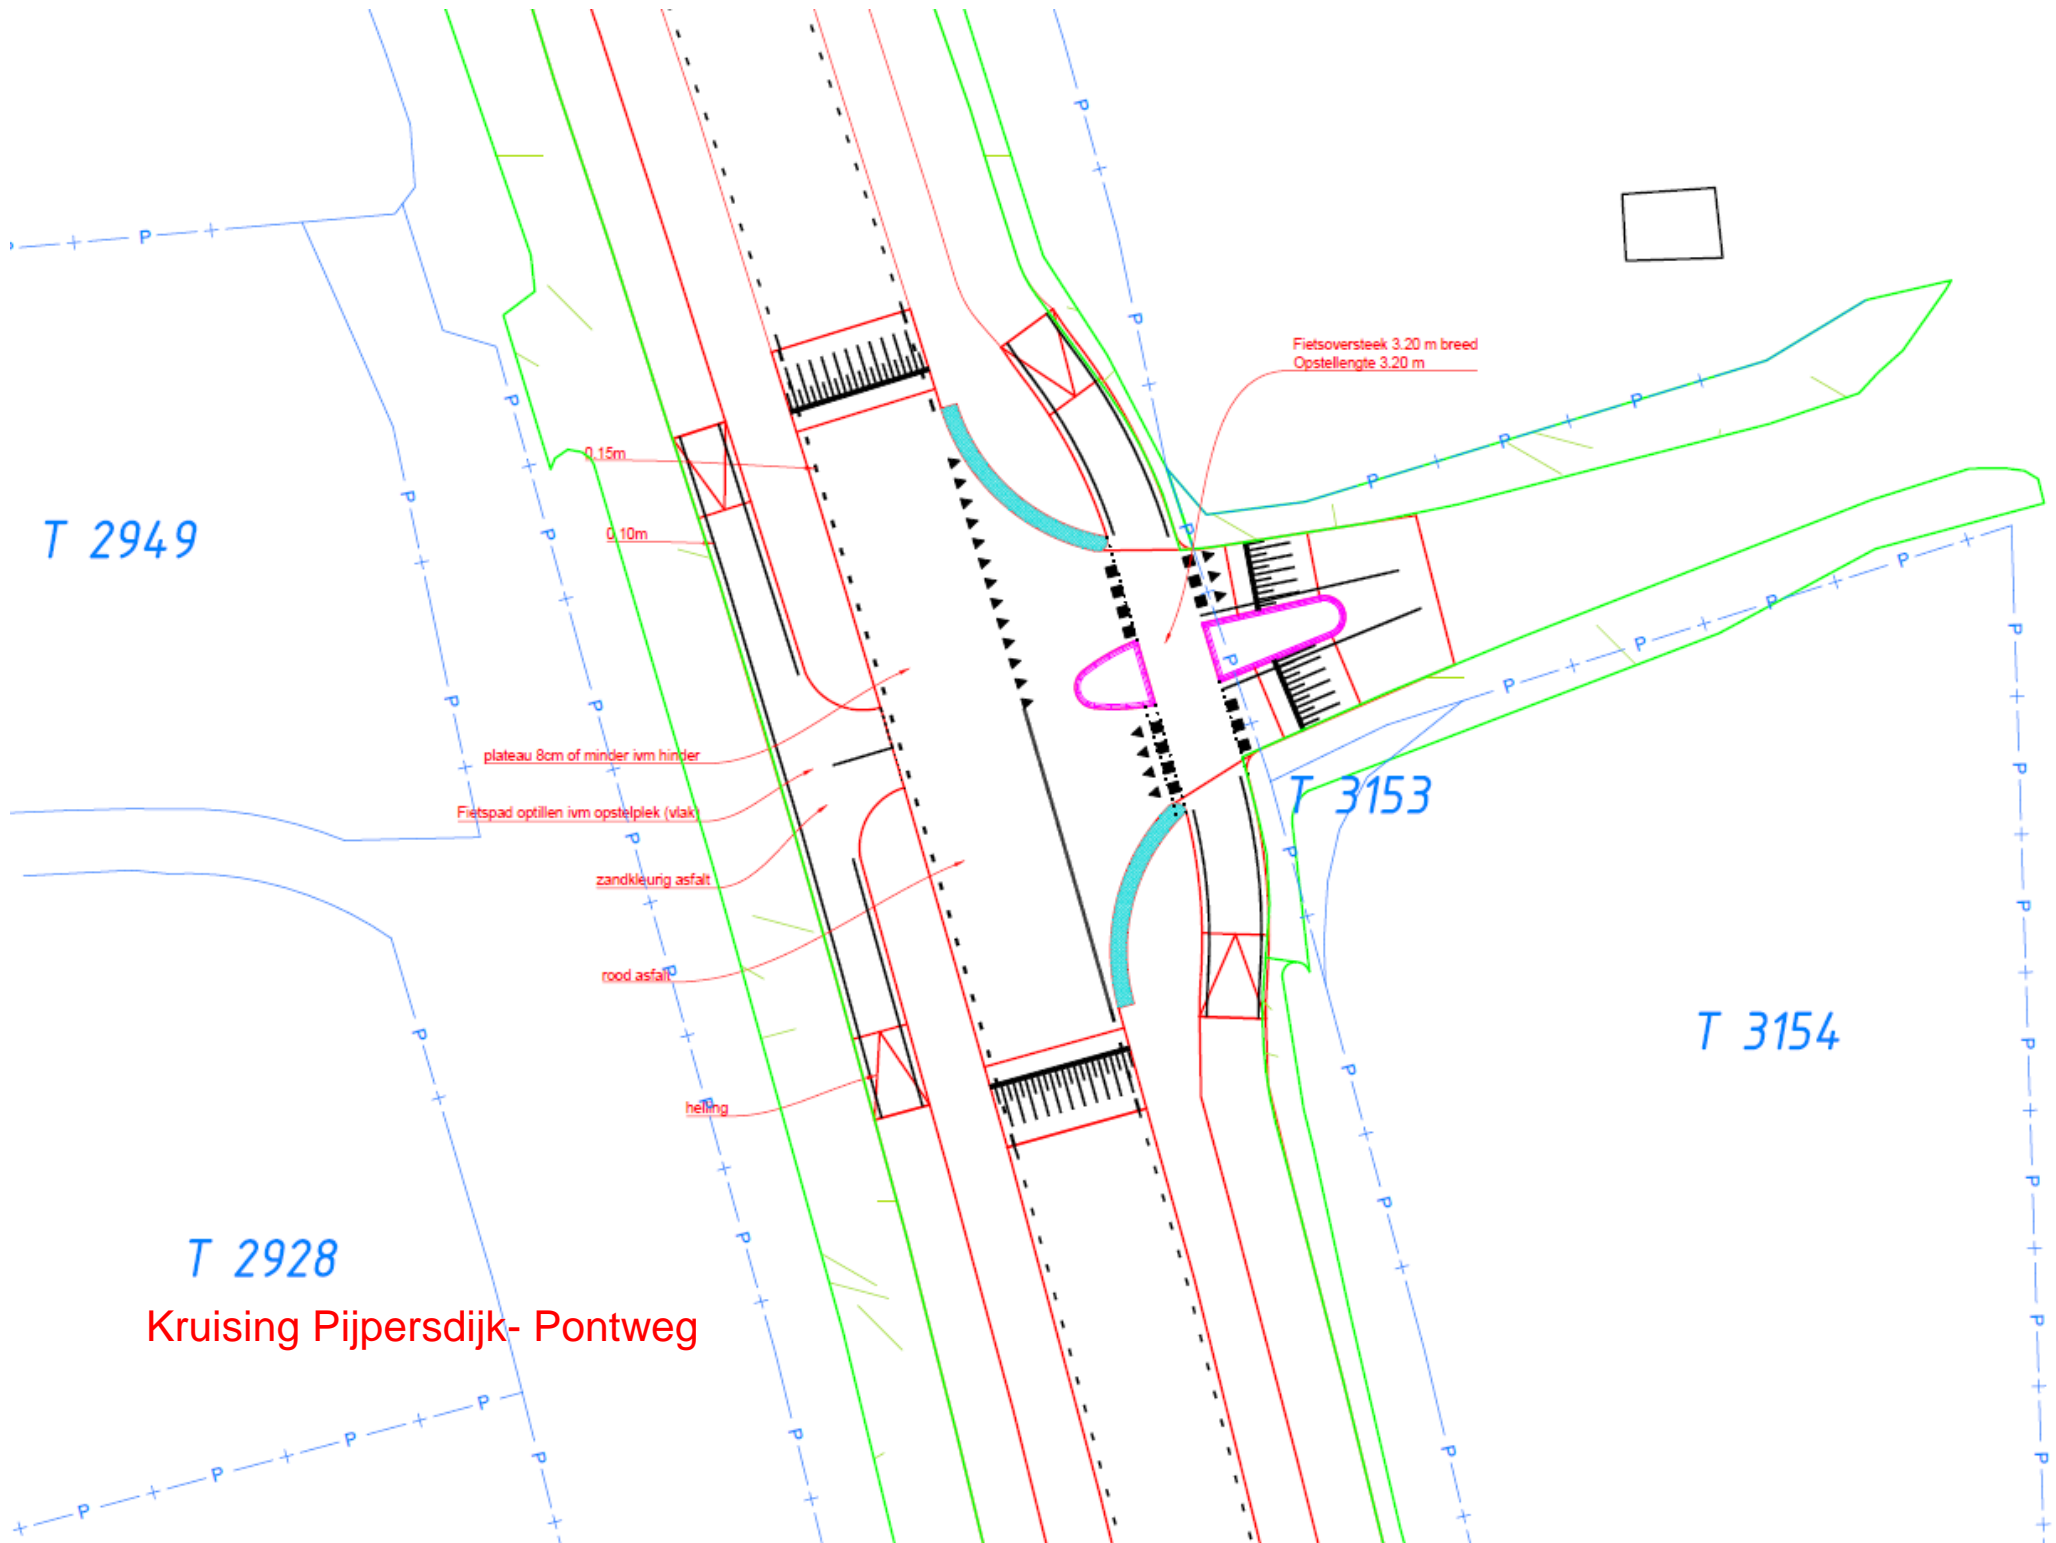 Fietsoversteek 3.20 m breed
Opstellengte 3.20 m
0.15m
T 2949
0.10m
plateau 8cm of minder ivm hinder
Fietspad optillen ivm opstelplek (vlak)
T 3153
zandkleurig asfalt
rood asfalt
T 3154
helling
T 2928
Kruising Pijpersdijk- Pontweg